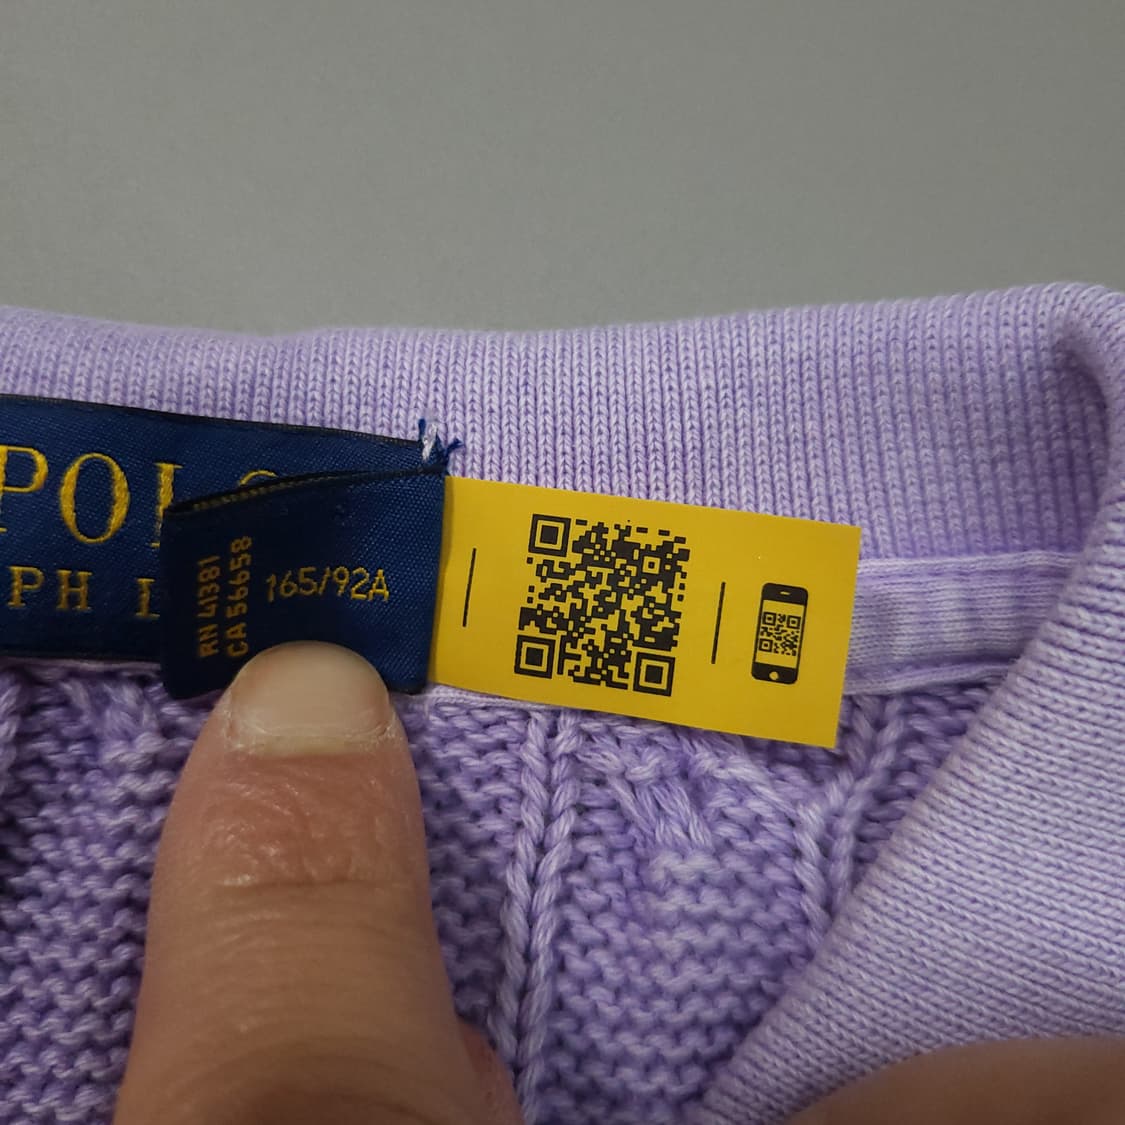 POLO
PH L
RN 41381
CA 56658
165/92A